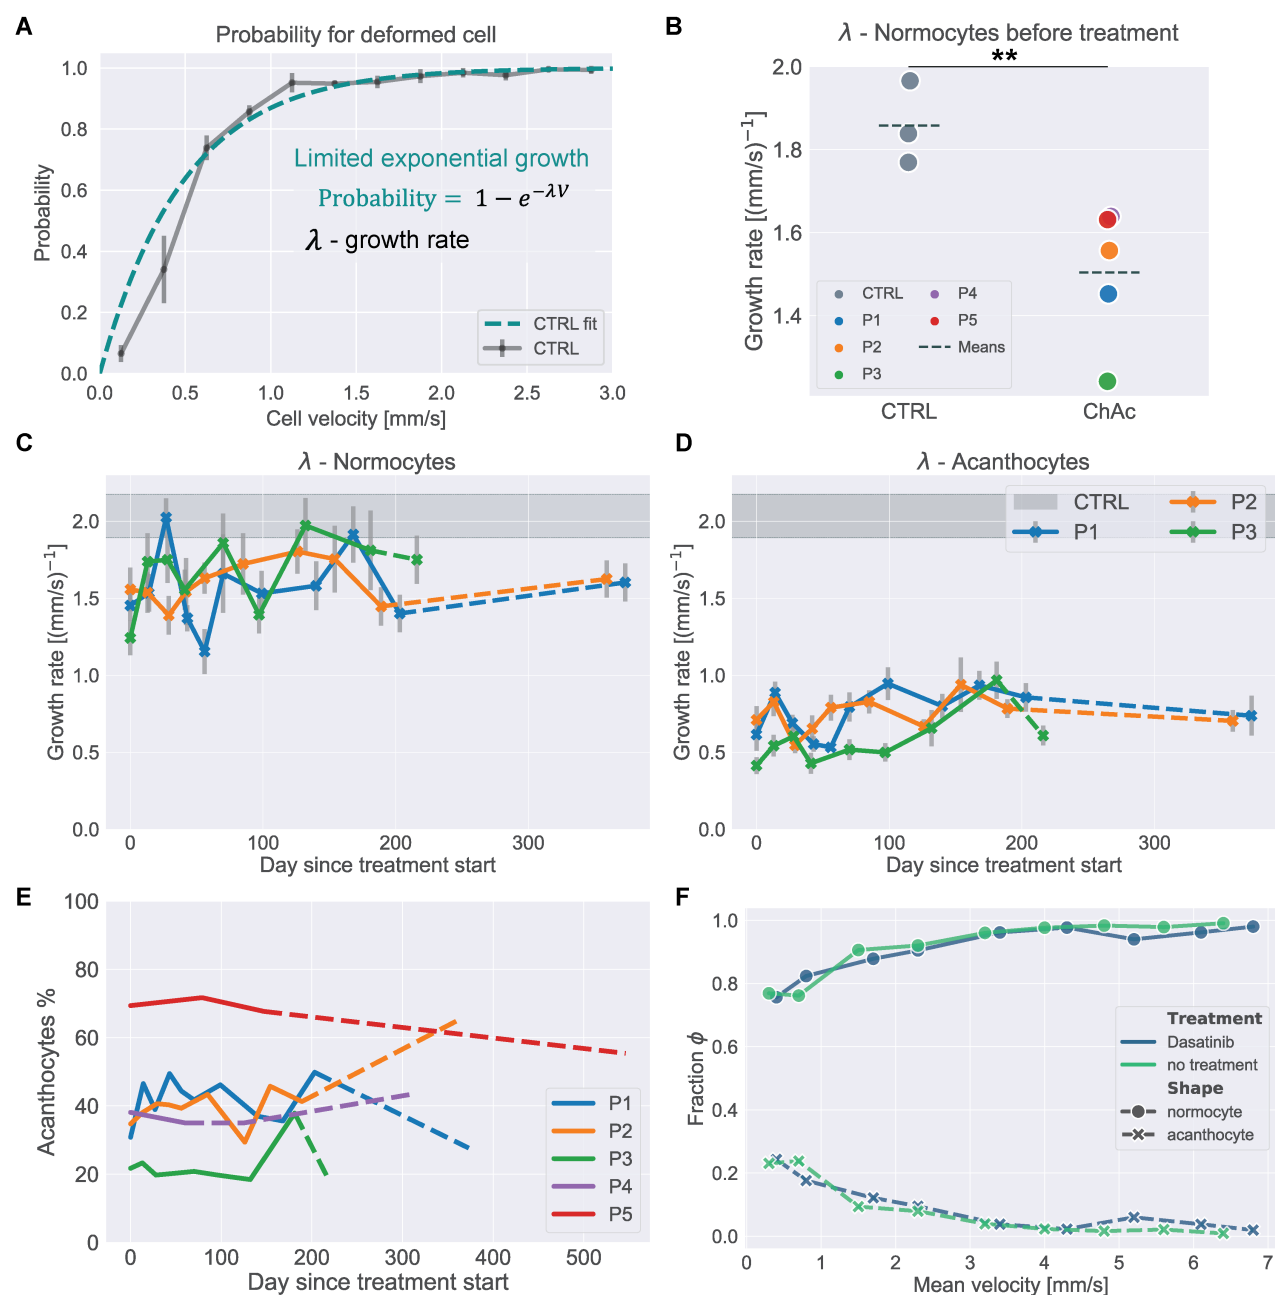 A
Probability for deformed cell
1.0
0.8
0.6
0.4
0.2
0.0
Probability
Limited exponential growth
Probability = 1 − e^{−λV}
λ - growth rate
CTRL fit
CTRL
0.0 0.5 1.0 1.5 2.0 2.5 3.0
Cell velocity [mm/s]
B
λ - Normocytes before treatment
**
2.0
1.8
1.6
1.4
Growth rate [(mm/s)⁻¹]
CTRL
P1
P2
P3
P4
P5
Means
CTRL ChAc
C
λ - Normocytes
2.0
1.5
1.0
0.5
0.0
Growth rate [(mm/s)⁻¹]
0 100 200 300
Day since treatment start
D
λ - Acanthocytes
CTRL
P1
P2
P3
2.0
1.5
1.0
0.5
0.0
Growth rate [(mm/s)⁻¹]
0 100 200 300
Day since treatment start
E
100
80
60
40
20
0
Acanthocytes %
P1
P2
P3
P4
P5
0 100 200 300 400 500
Day since treatment start
F
1.0
0.8
0.6
0.4
0.2
0.0
Fraction ϕ
Treatment
Dasatinib
no treatment
Shape
normocyte
acanthocyte
0 1 2 3 4 5 6 7
Mean velocity [mm/s]